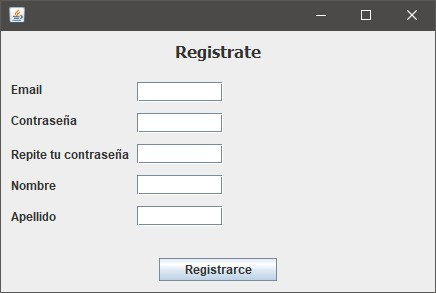 Registrate
Email
Contraseña
Repite tu contraseña
Nombre
Apellido
Registrarce